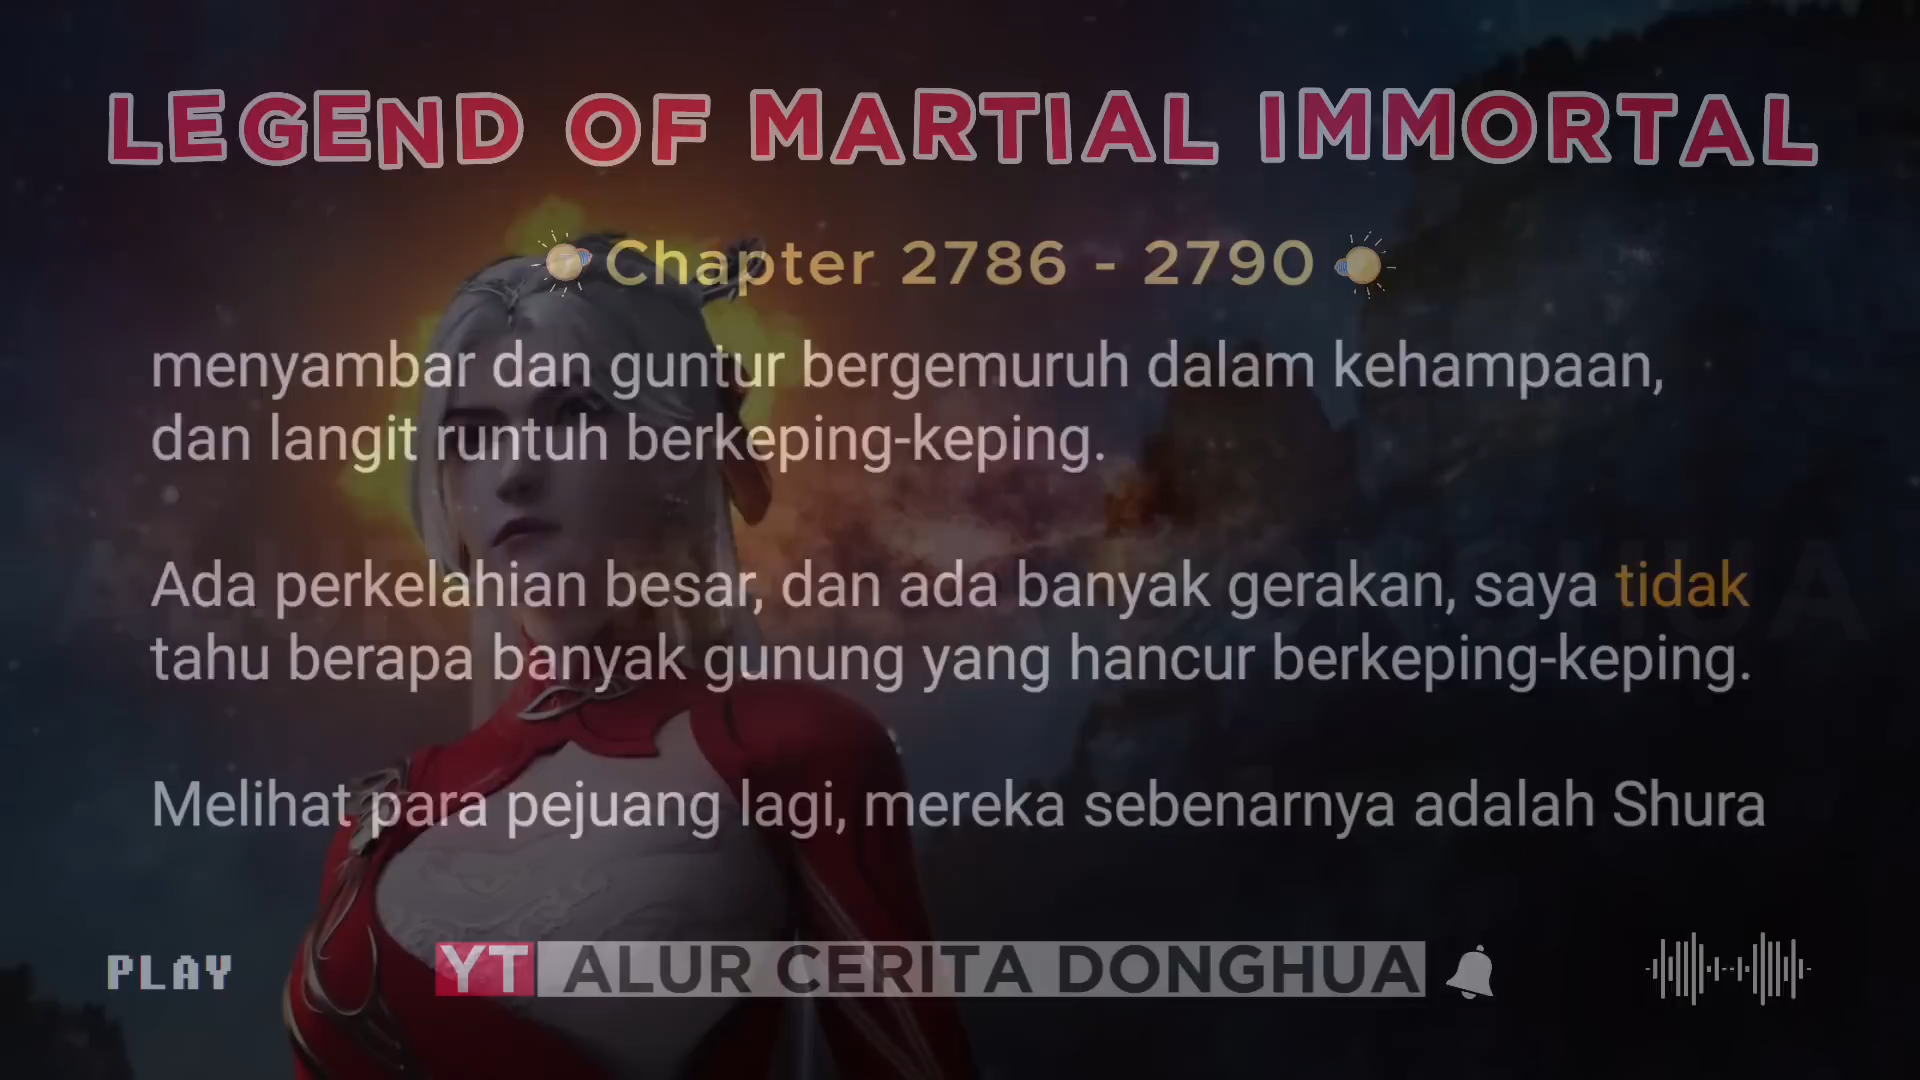 LEGEND OF MARTIAL IMMORTAL
Chapter 2786 - 2790
menyambar dan guntur bergemuruh dalam kehampaan,
dan langit runtuh berkeping-keping.
Ada perkelahian besar, dan ada banyak gerakan, saya tidak
tahu berapa banyak gunung yang hancur berkeping-keping.
Melihat para pejuang lagi, mereka sebenarnya adalah Shura
PLAY
YT ALUR CERITA DONGHUA